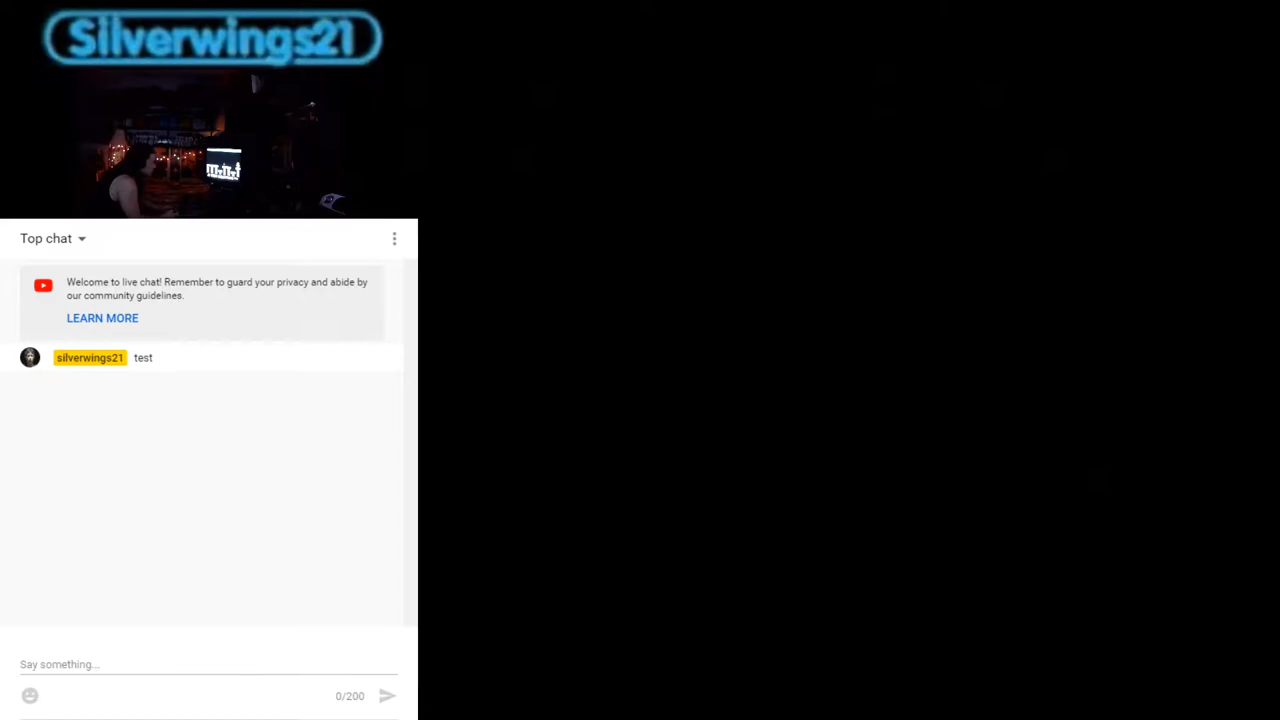 Silverwings21
Top chat
Welcome to live chat! Remember to guard your privacy and abide by
our community guidelines.
LEARN MORE
silverwings21 test
Say something...
0/200